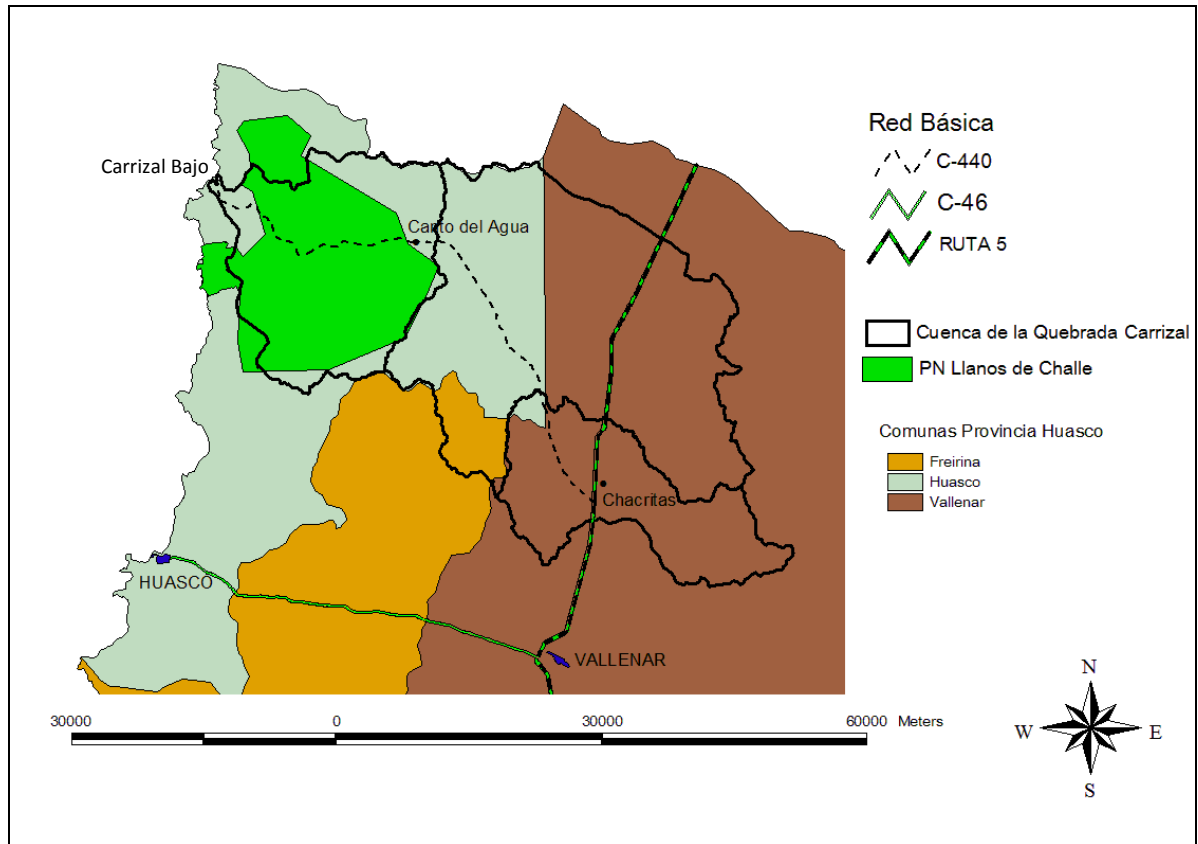 Carrizal Bajo
Canto del Agua
Chacritas
HUASCO
VALLENAR
Red Básica
C-440
C-46
RUTA 5
Cuenca de la Quebrada Carrizal
PN Llanos de Challe
Comunas Provincia Huasco
Freirina
Huasco
Vallenar
30000 0 30000 60000 Meters
N
W E
S